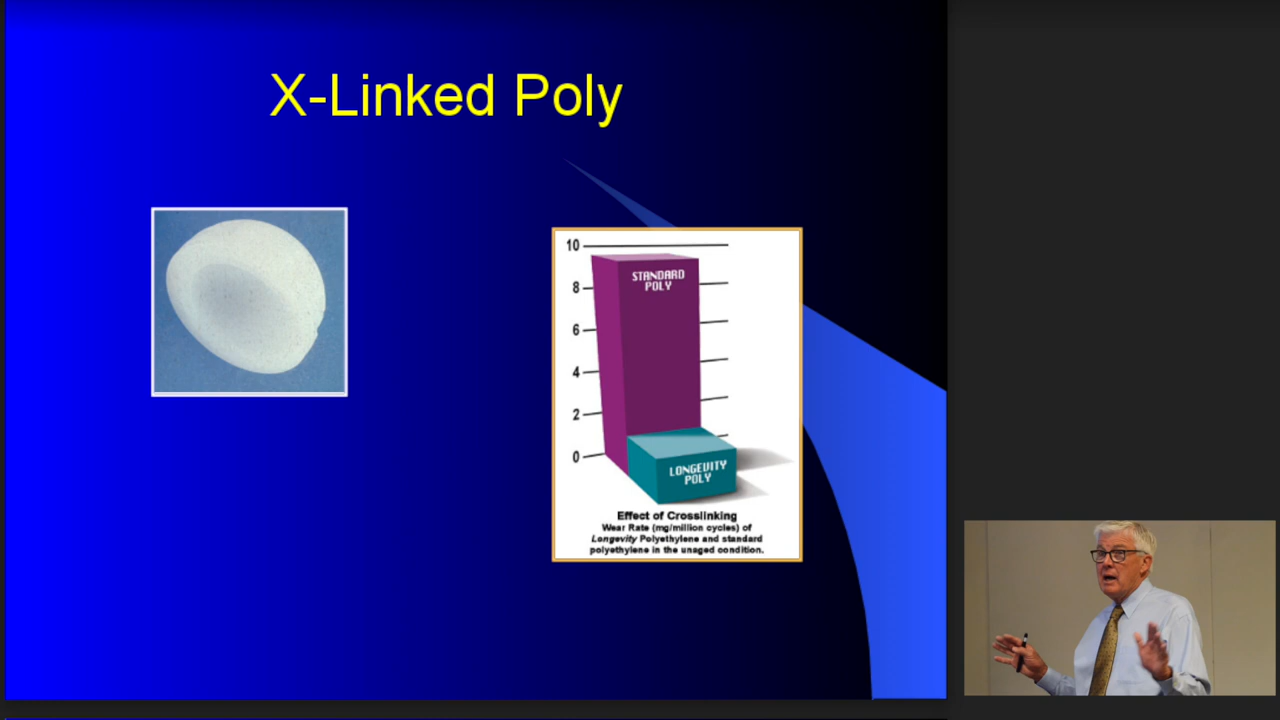 X-Linked Poly
10
8
6
4
2
0
STANDARD
POLY
LONGEVITY
POLY
Effect of Crosslinking
Wear Rate (mg/million cycles) of
Longevity Polyethylene and standard
polyethylene in the unaged condition.